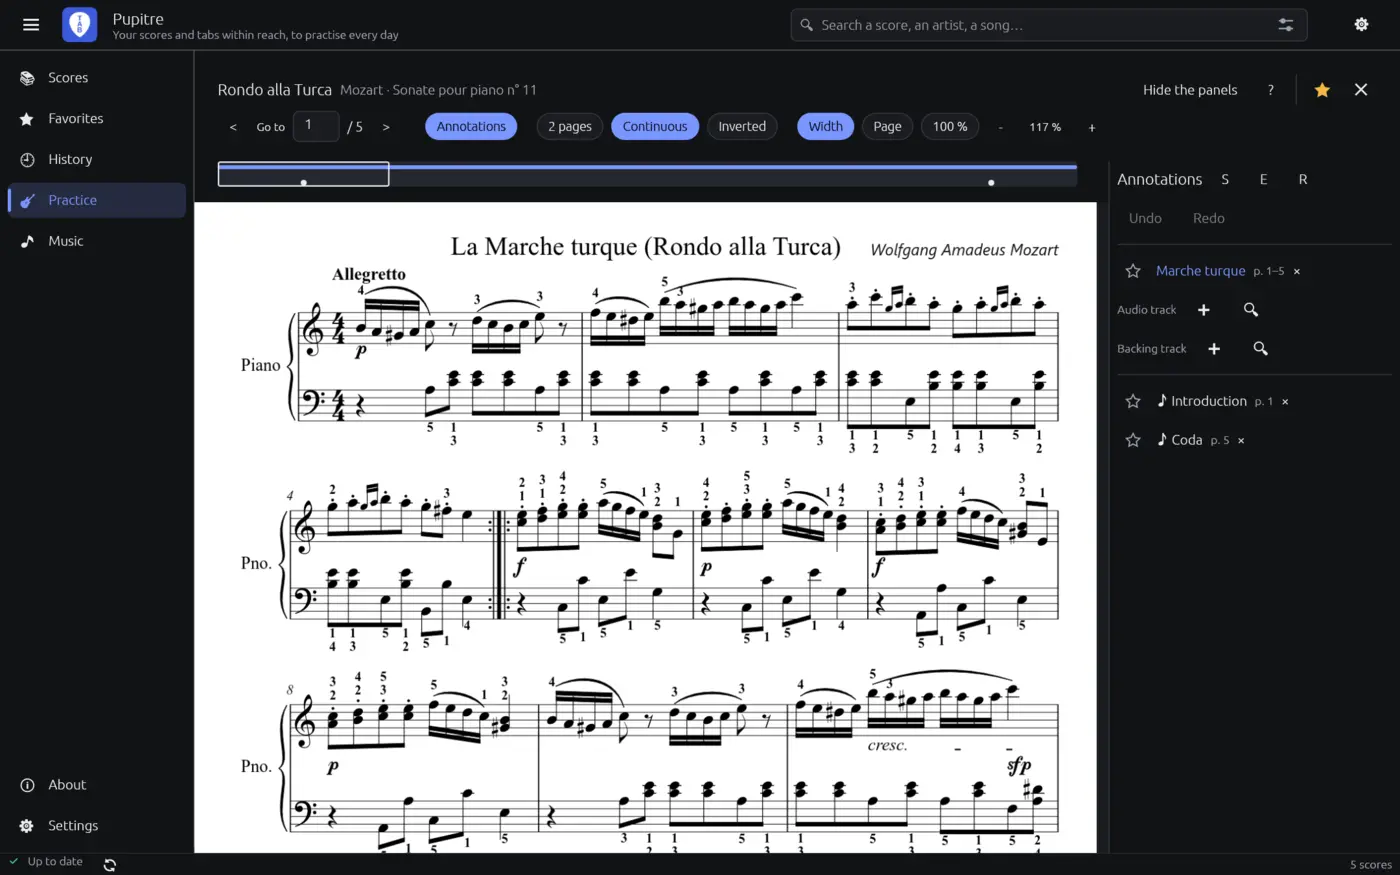 Pupitre
Your scores and tabs within reach, to practise every day
Search a score, an artist, a song…
Scores
Favorites
History
Practice
Music
About
Settings
Up to date
5 scores
Rondo alla Turca Mozart · Sonate pour piano n° 11
Hide the panels ?
< Go to 1 / 5 >
Annotations 2 pages Continuous Inverted Width Page 100 % - 117 % +
La Marche turque (Rondo alla Turca) Wolfgang Amadeus Mozart
Allegretto
Piano
p
4
Pno.
f p f
8
Pno.
p
cresc.
sfp
Annotations S E R
Undo Redo
Marche turque p. 1–5 ×
Audio track +
Backing track +
Introduction p. 1 ×
Coda p. 5 ×